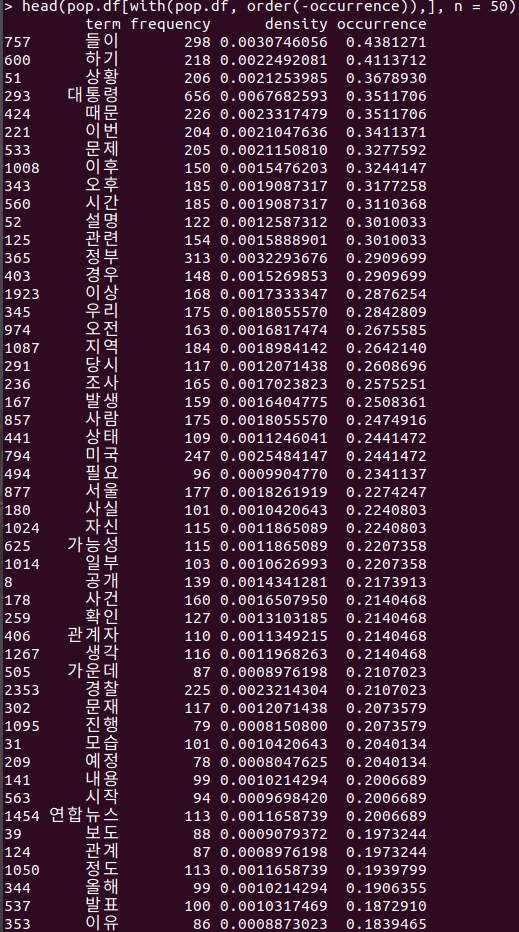 > head(pop.df[with(pop.df, order(-occurrence)),], n = 50)
term frequency density occurrence
757 들이 298 0.0030746056 0.4381271
600 하기 218 0.0022492081 0.4113712
51 상황 206 0.0021253985 0.3678930
293 대통령 656 0.0067682593 0.3511706
424 때문 226 0.0023317479 0.3511706
221 이번 204 0.0021047636 0.3411371
533 문제 205 0.0021150810 0.3277592
1008 이후 150 0.0015476203 0.3244147
343 오후 185 0.0019087317 0.3177258
560 시간 185 0.0019087317 0.3110368
52 설명 122 0.0012587312 0.3010033
125 관련 154 0.0015888901 0.3010033
365 정부 313 0.0032293676 0.2909699
403 경우 148 0.0015269853 0.2909699
1923 이상 168 0.0017333347 0.2876254
345 우리 175 0.0018055570 0.2842809
974 오전 163 0.0016817474 0.2675585
1087 지역 184 0.0018984142 0.2642140
291 당시 117 0.0012071438 0.2608696
236 조사 165 0.0017023823 0.2575251
167 발생 159 0.0016404775 0.2508361
857 사람 175 0.0018055570 0.2474916
441 상태 109 0.0011246041 0.2441472
794 미국 247 0.0025484147 0.2441472
494 필요 96 0.0009904770 0.2341137
877 서울 177 0.0018261919 0.2274247
180 사실 101 0.0010420643 0.2240803
1024 자신 115 0.0011865089 0.2240803
625 가능성 115 0.0011865089 0.2207358
1014 일부 103 0.0010626993 0.2207358
8 공개 139 0.0014341281 0.2173913
178 사건 160 0.0016507950 0.2140468
259 확인 127 0.0013103185 0.2140468
406 관계자 110 0.0011349215 0.2140468
1267 생각 116 0.0011968263 0.2140468
505 가운데 87 0.0008976198 0.2107023
2353 경찰 225 0.0023214304 0.2107023
302 문재 117 0.0012071438 0.2073579
1095 진행 79 0.0008150800 0.2073579
31 모습 101 0.0010420643 0.2040134
209 예정 78 0.0008047625 0.2040134
141 내용 99 0.0010214294 0.2006689
563 시작 94 0.0009698420 0.2006689
1454 연합뉴스 113 0.0011658739 0.2006689
39 보도 88 0.0009079372 0.1973244
124 관계 87 0.0008976198 0.1973244
1050 정도 113 0.0011658739 0.1939799
344 올해 99 0.0010214294 0.1906355
537 발표 100 0.0010317469 0.1872910
353 이유 86 0.0008873023 0.1839465